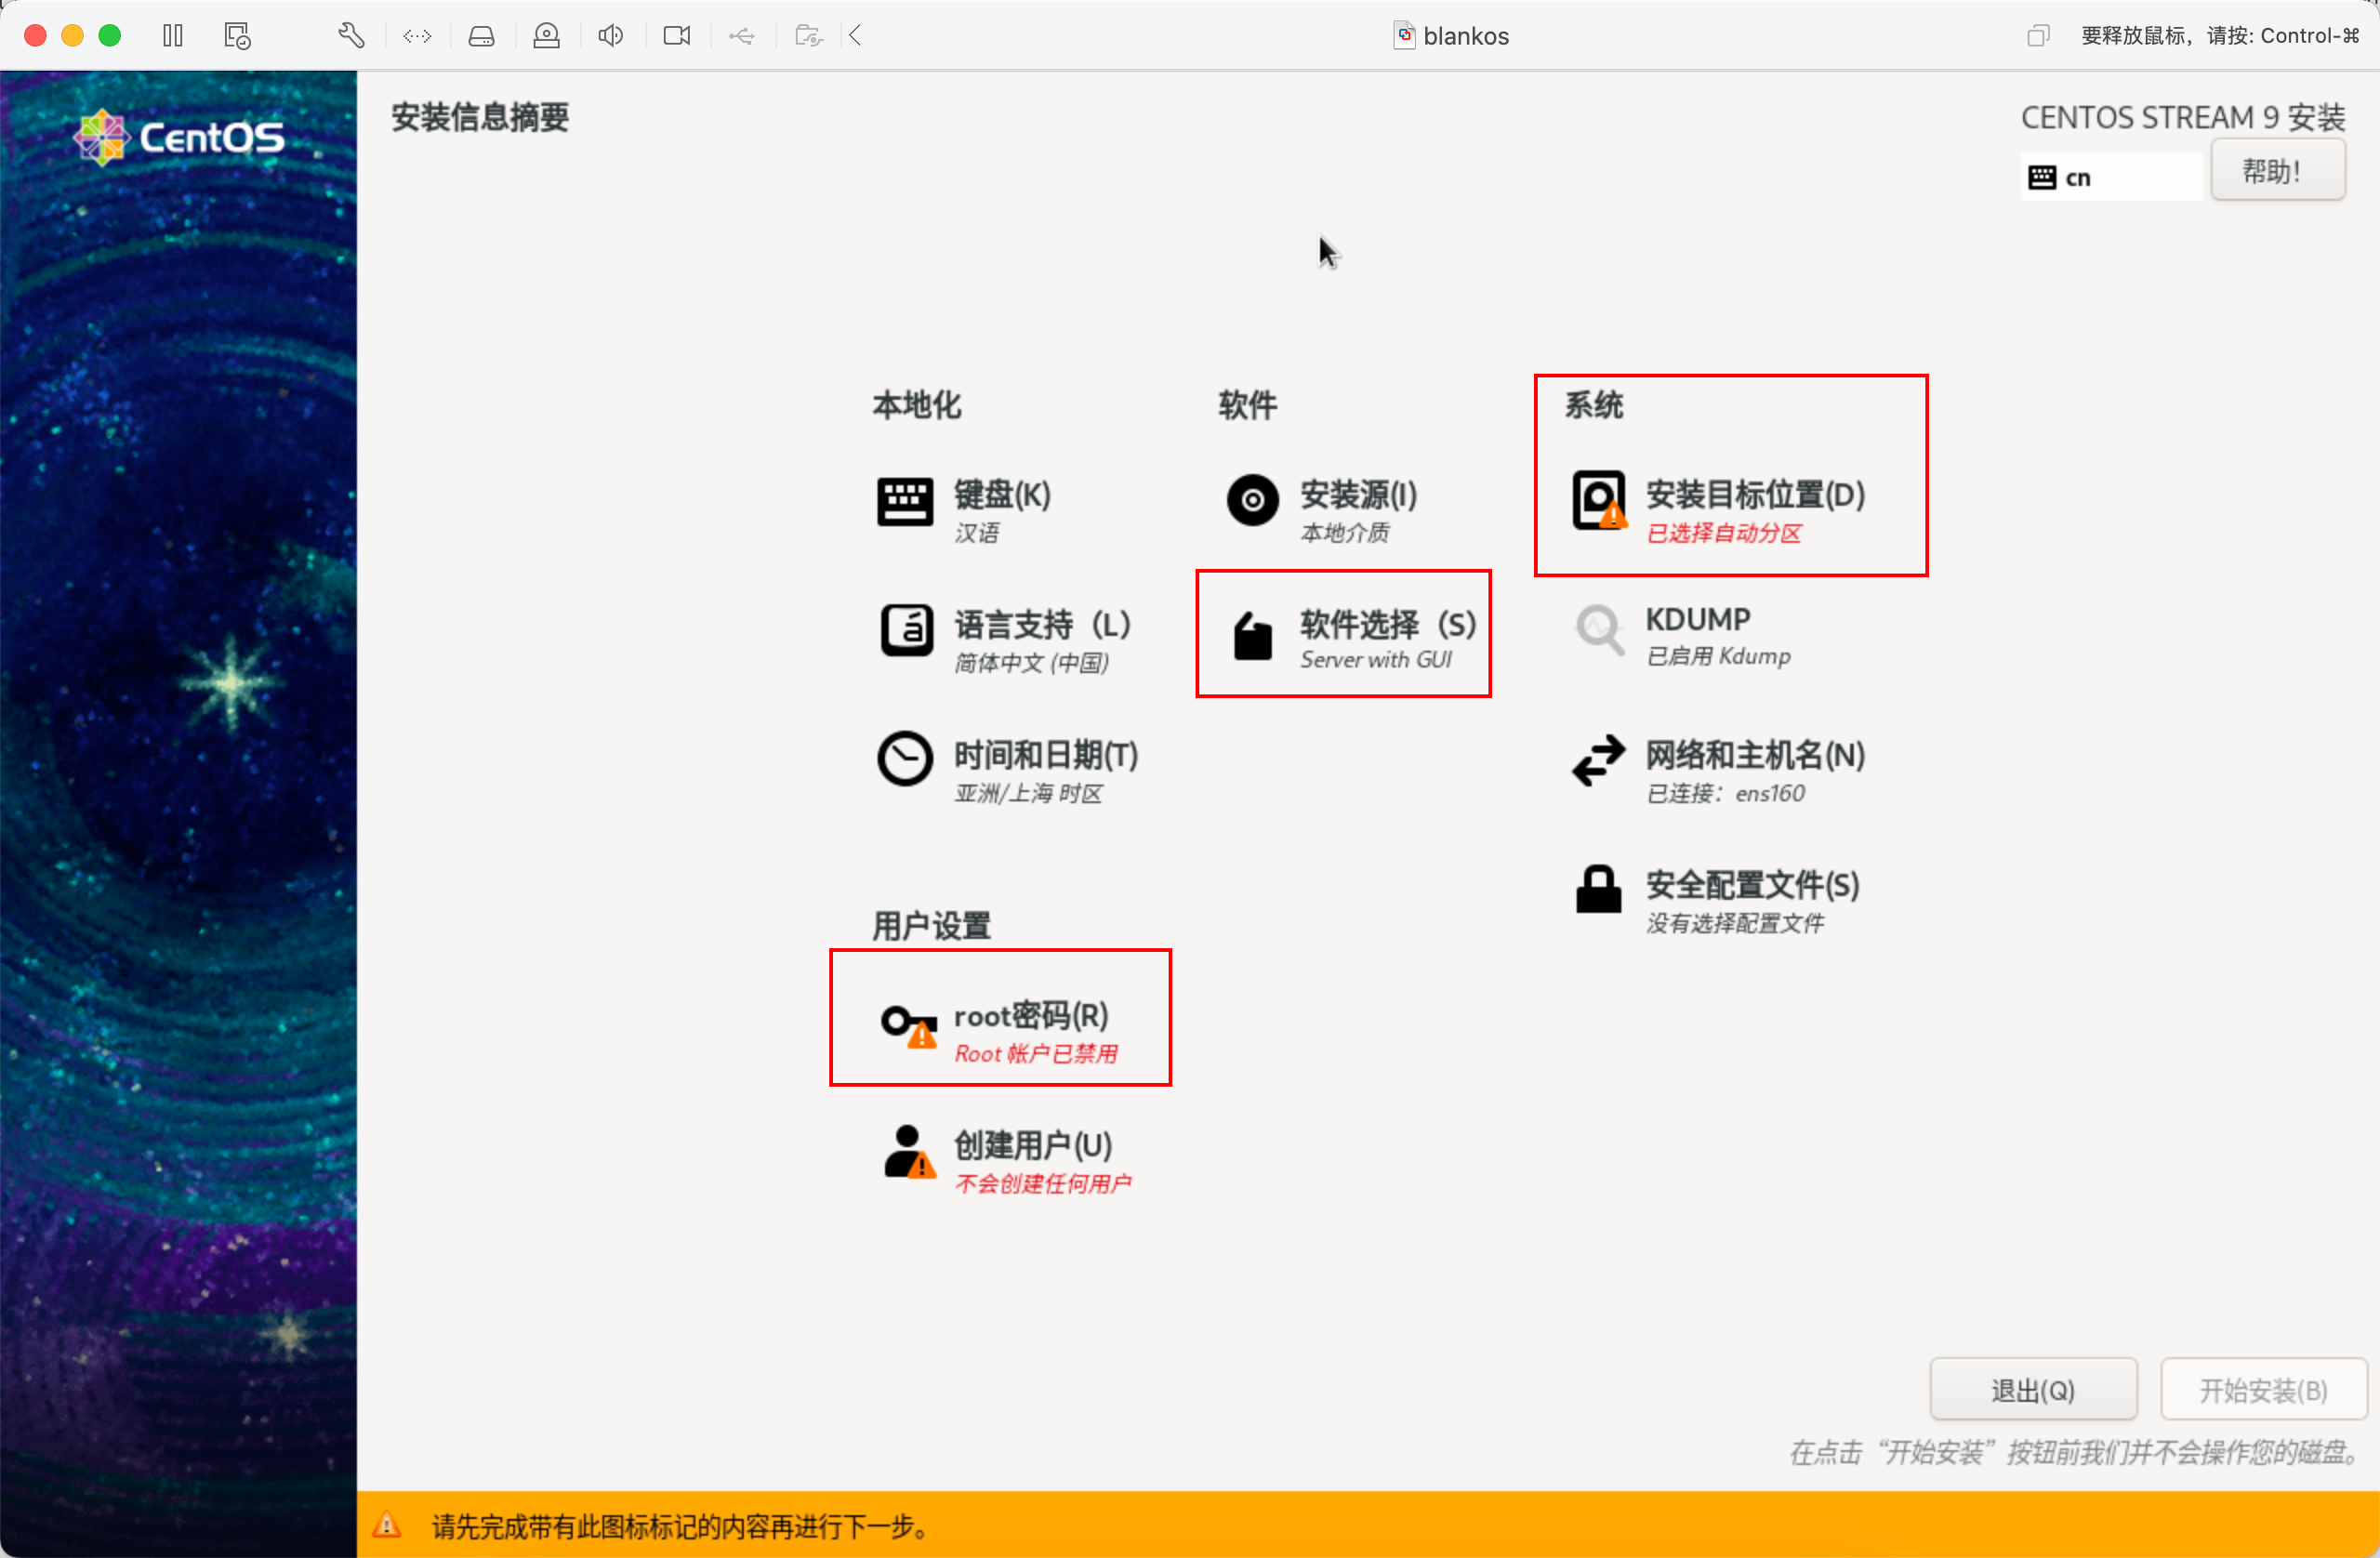 blankos
要释放鼠标，请按: Control-⌘
CentOS
安装信息摘要
CENTOS STREAM 9 安装
cn
帮助！
本地化
软件
系统
键盘(K)
汉语
安装源(I)
本地介质
安装目标位置(D)
已选择自动分区
语言支持（L）
简体中文 (中国)
软件选择（S）
Server with GUI
KDUMP
已启用 Kdump
时间和日期(T)
亚洲/上海 时区
网络和主机名(N)
已连接：ens160
安全配置文件(S)
没有选择配置文件
用户设置
root密码(R)
Root 帐户已禁用
创建用户(U)
不会创建任何用户
退出(Q)
开始安装(B)
在点击“开始安装”按钮前我们并不会操作您的磁盘。
请先完成带有此图标标记的内容再进行下一步。